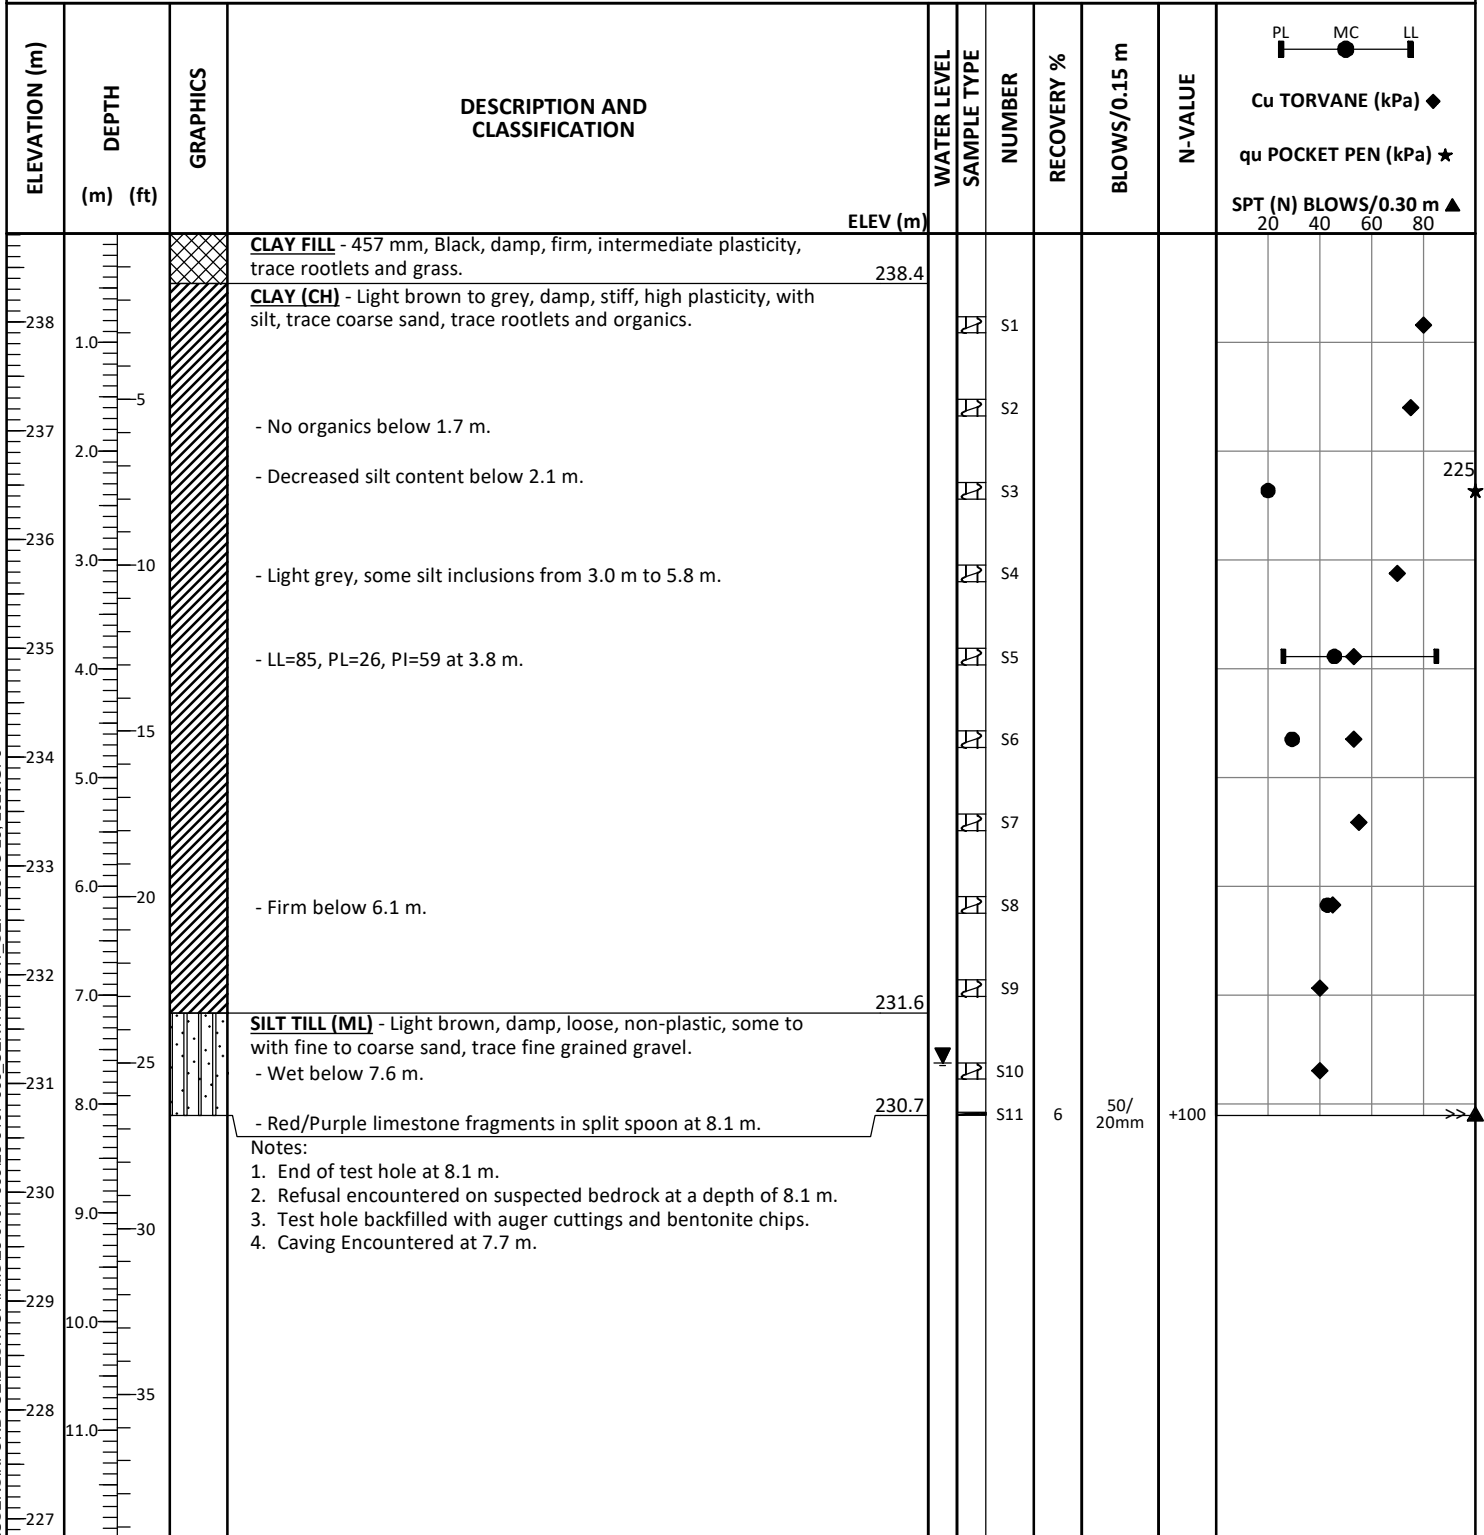 ELEVATION (m)
DEPTH
(m) (ft)
GRAPHICS
DESCRIPTION AND
CLASSIFICATION
ELEV (m)
WATER LEVEL
SAMPLE TYPE
NUMBER
RECOVERY %
BLOWS/0.15 m
N-VALUE
PL MC LL
Cu TORVANE (kPa) ◆
qu POCKET PEN (kPa) ★
SPT (N) BLOWS/0.30 m ▲
20 40 60 80
CLAY FILL - 457 mm, Black, damp, firm, intermediate plasticity,
trace rootlets and grass.
238.4
CLAY (CH) - Light brown to grey, damp, stiff, high plasticity, with
silt, trace coarse sand, trace rootlets and organics.
238
S1
1.0
5
S2
- No organics below 1.7 m.
237
2.0
225
- Decreased silt content below 2.1 m.
S3
236
3.0
10
- Light grey, some silt inclusions from 3.0 m to 5.8 m.
S4
235
- LL=85, PL=26, PI=59 at 3.8 m.
S5
4.0
15
S6
234
5.0
S7
233
6.0
20
- Firm below 6.1 m.
S8
232
S9
7.0
231.6
SILT TILL (ML) - Light brown, damp, loose, non-plastic, some to
with fine to coarse sand, trace fine grained gravel.
25
- Wet below 7.6 m.
S10
231
8.0
230.7
- Red/Purple limestone fragments in split spoon at 8.1 m.
S11
6
50/
20mm
+100
>>
Notes:
1. End of test hole at 8.1 m.
2. Refusal encountered on suspected bedrock at a depth of 8.1 m.
3. Test hole backfilled with auger cuttings and bentonite chips.
4. Caving Encountered at 7.7 m.
230
9.0
30
229
10.0
35
228
11.0
227